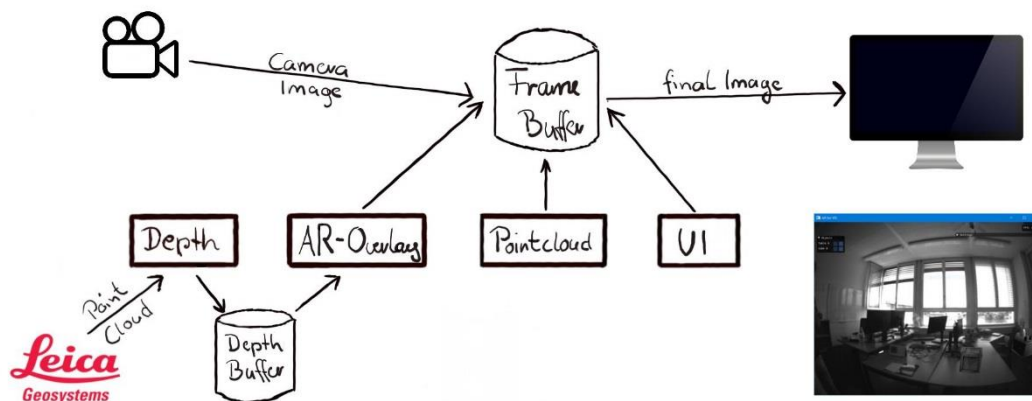 Camera
Image
Frame
Buffer
final Image
Depth
AR-Overlay
Pointcloud
UI
Point
Cloud
Depth
Buffer
Leica
Geosystems